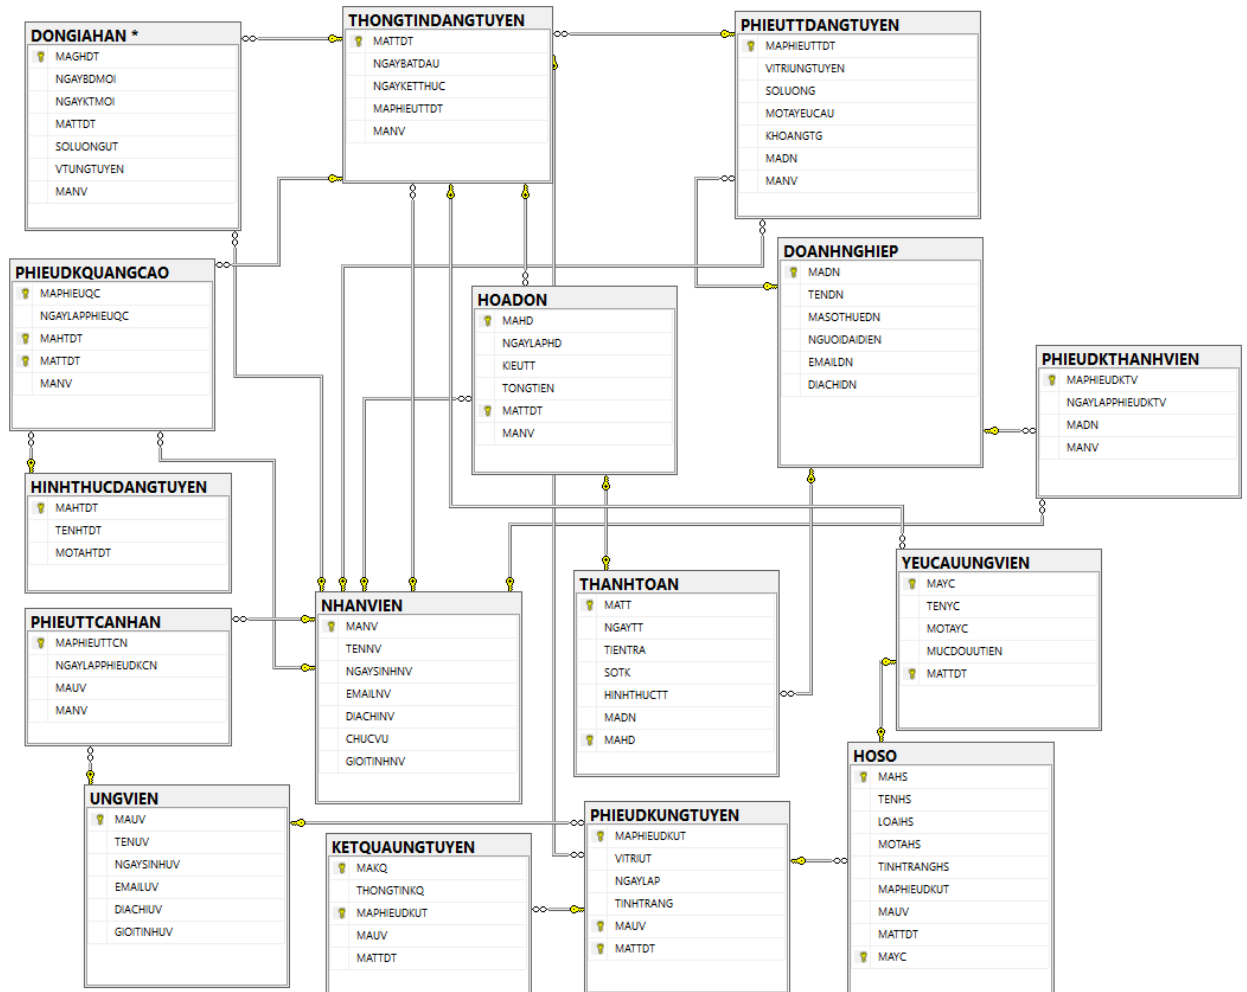 DONGIAHAN *
MAGHDT
NGAYBDMOI
NGAYKTMOI
MATTDT
SOLUONGUT
VTUNGTUYEN
MANV
THONGTINDANGTUYEN
MATTDT
NGAYBATDAU
NGAYKETTHUC
MAPHIEUTTDT
MANV
PHIEUTTDANGTUYEN
MAPHIEUTTDT
VITRIUNGTUYEN
SOLUONG
MOTAYEUCAU
KHOANGTG
MADN
MANV
PHIEUDKQUANGCAO
MAPHIEUQC
NGAYLAPPHIEUQC
MAHTDT
MATTDT
MANV
HOADON
MAHD
NGAYLAPHD
KIEUTT
TONGTIEN
MATTDT
MANV
DOANHNGHIEP
MADN
TENDN
MASOTHUEDN
NGUOIDAIDIEN
EMAILDN
DIACHIDN
PHIEUDKTHANHVIEN
MAPHIEUDKTV
NGAYLAPPHIEUDKTV
MADN
MANV
HINHTHUCDANGTUYEN
MAHTDT
TENHTDT
MOTAHTDT
PHIEUTTCANHAN
MAPHIEUTTCN
NGAYLAPPHIEUDKCN
MAUV
MANV
NHANVIEN
MANV
TENNV
NGAYSINHNV
EMAILNV
DIACHINV
CHUCVU
GIOITINHNV
THANHTOAN
MATT
NGAYTT
TIENTRA
SOTK
HINHTHUCTT
MADN
MAHD
YEUCAUUNGVIEN
MAYC
TENYC
MOTAYC
MUCDOUUTIEN
MATTDT
UNGVIEN
MAUV
TENUV
NGAYSINHUV
EMAILUV
DIACHIUV
GIOITINHUV
KETQUAUNGTUYEN
MAKQ
THONGTINKQ
MAPHIEUDKUT
MAUV
MATTDT
PHIEUDKUNGTUYEN
MAPHIEUDKUT
VITRIUT
NGAYLAP
TINHTRANG
MAUV
MATTDT
HOSO
MAHS
TENHS
LOAIHS
MOTAHS
TINHTRANGHS
MAPHIEUDKUT
MAUV
MATTDT
MAYC